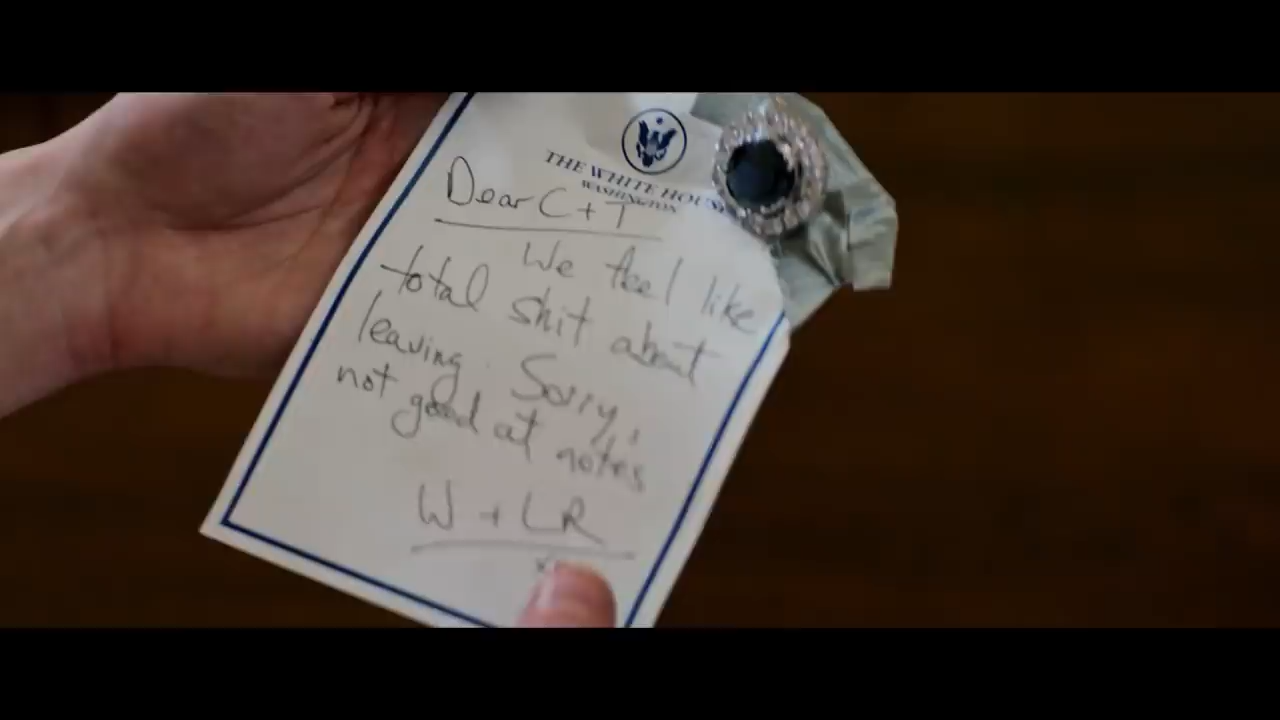 THE WHITE HOUSE
WASHINGTON
Dear C + T
We feel like
total shit about
leaving. Sorry,
not good at notes
W + LR